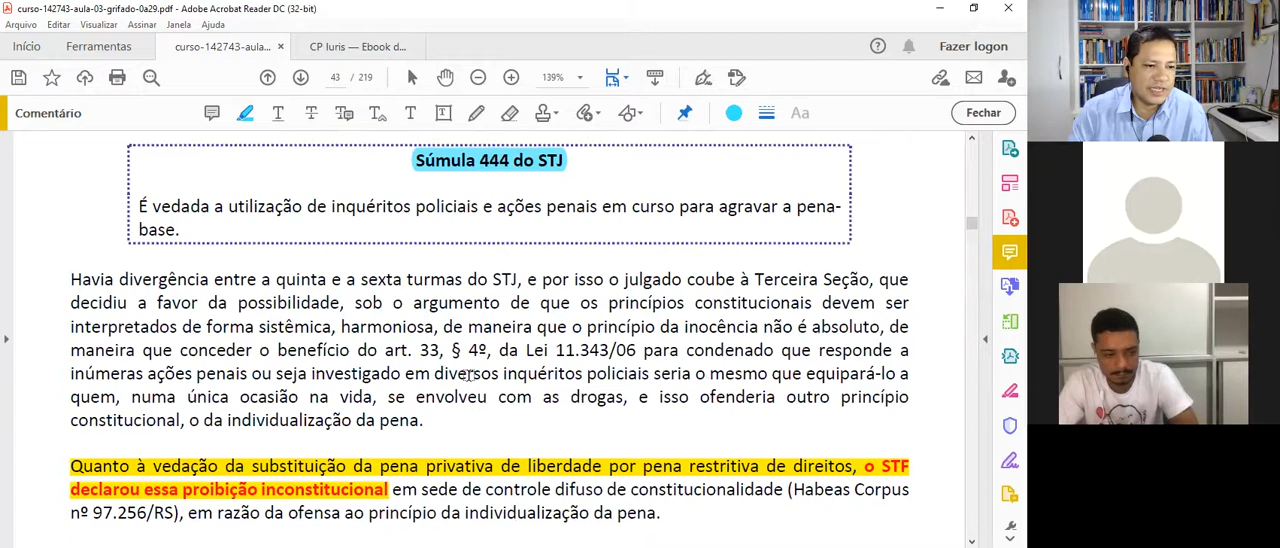 curso-142743-aula-03-grifado-0a29.pdf - Adobe Acrobat Reader DC (32-bit)
Arquivo Editar Visualizar Assinar Janela Ajuda
Início Ferramentas curso-142743-aula... × CP Iuris — Ebook d... Fazer logon
43 / 219 139%
Comentário Aa Fechar
Súmula 444 do STJ
É vedada a utilização de inquéritos policiais e ações penais em curso para agravar a pena-
base.
Havia divergência entre a quinta e a sexta turmas do STJ, e por isso o julgado coube à Terceira Seção, que
decidiu a favor da possibilidade, sob o argumento de que os princípios constitucionais devem ser
interpretados de forma sistêmica, harmoniosa, de maneira que o princípio da inocência não é absoluto, de
maneira que conceder o benefício do art. 33, § 4º, da Lei 11.343/06 para condenado que responde a
inúmeras ações penais ou seja investigado em diversos inquéritos policiais seria o mesmo que equipará-lo a
quem, numa única ocasião na vida, se envolveu com as drogas, e isso ofenderia outro princípio
constitucional, o da individualização da pena.
Quanto à vedação da substituição da pena privativa de liberdade por pena restritiva de direitos, o STF
declarou essa proibição inconstitucional em sede de controle difuso de constitucionalidade (Habeas Corpus
nº 97.256/RS), em razão da ofensa ao princípio da individualização da pena.